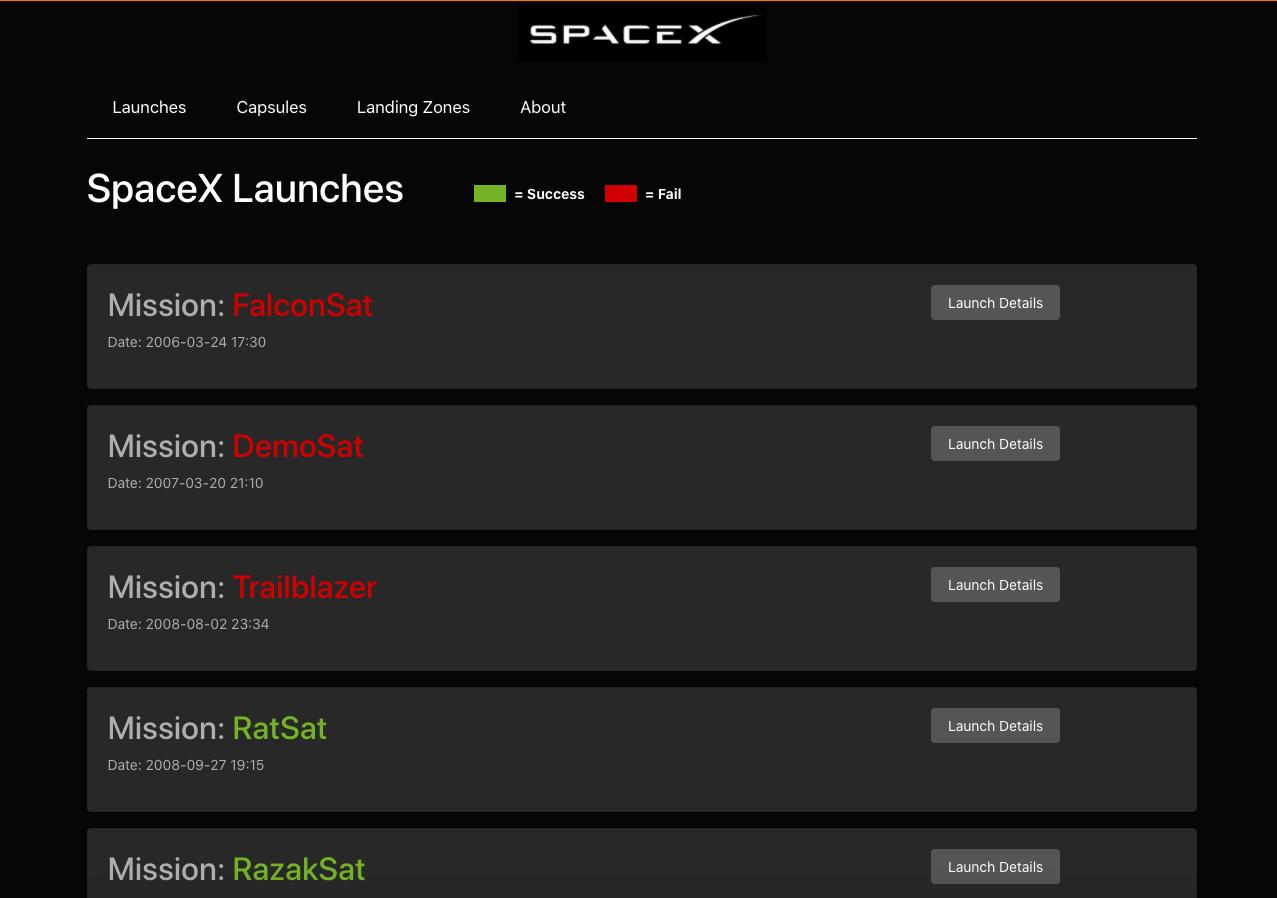 SPACEX
Launches Capsules Landing Zones About
SpaceX Launches = Success = Fail
Mission: FalconSat Launch Details
Date: 2006-03-24 17:30
Mission: DemoSat Launch Details
Date: 2007-03-20 21:10
Mission: Trailblazer Launch Details
Date: 2008-08-02 23:34
Mission: RatSat Launch Details
Date: 2008-09-27 19:15
Mission: RazakSat Launch Details